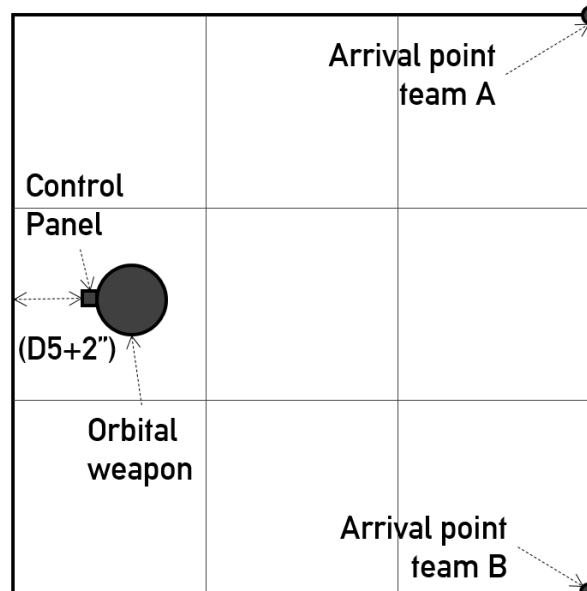 Arrival point
team A
Control
Panel
(D5+2”)
Orbital
weapon
Arrival point
team B